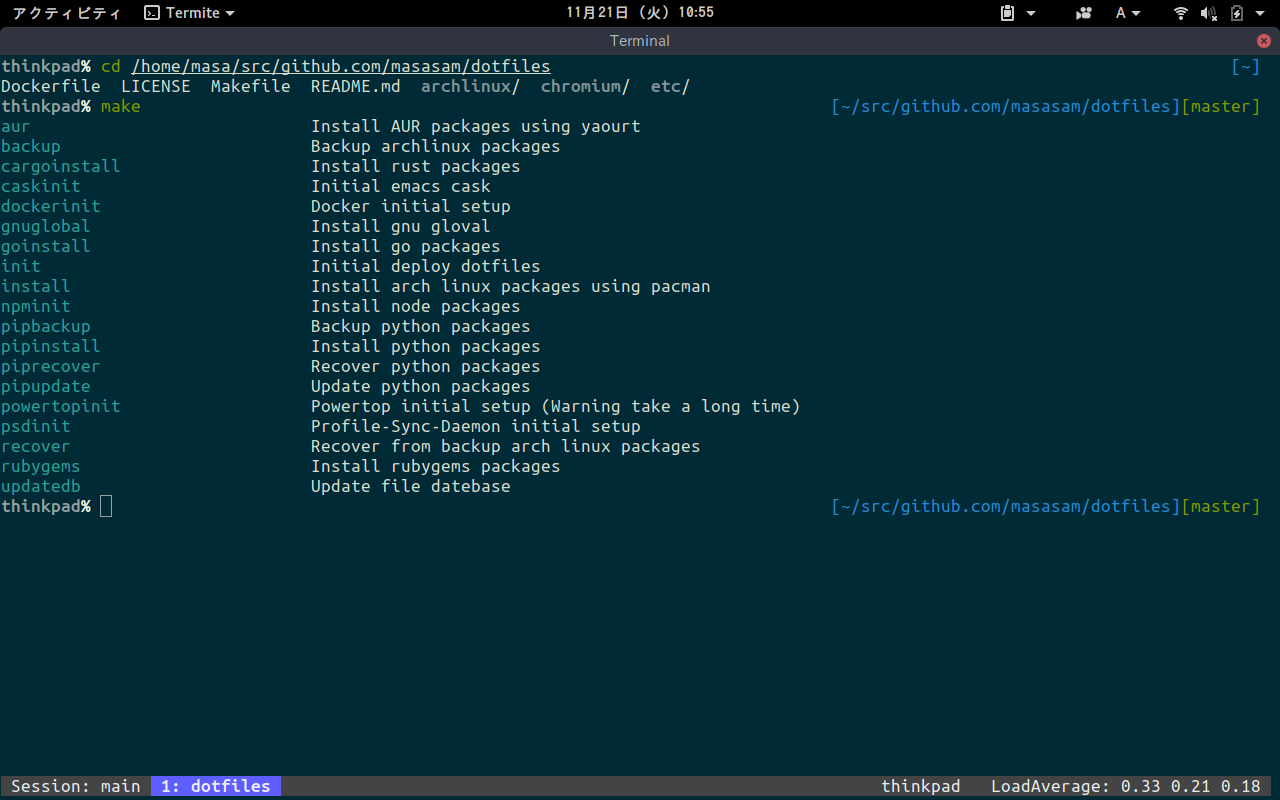 アクティビティ Termite 11月21日 (火) 10:55 A
Terminal
thinkpad% cd /home/masa/src/github.com/masasam/dotfiles [~]
Dockerfile LICENSE Makefile README.md archlinux/ chromium/ etc/
thinkpad% make [~/src/github.com/masasam/dotfiles][master]
aur Install AUR packages using yaourt
backup Backup archlinux packages
cargoinstall Install rust packages
caskinit Initial emacs cask
dockerinit Docker initial setup
gnuglobal Install gnu gloval
goinstall Install go packages
init Initial deploy dotfiles
install Install arch linux packages using pacman
npminit Install node packages
pipbackup Backup python packages
pipinstall Install python packages
piprecover Recover python packages
pipupdate Update python packages
powertopinit Powertop initial setup (Warning take a long time)
psdinit Profile-Sync-Daemon initial setup
recover Recover from backup arch linux packages
rubygems Install rubygems packages
updatedb Update file datebase
thinkpad% [~/src/github.com/masasam/dotfiles][master]
Session: main 1: dotfiles thinkpad LoadAverage: 0.33 0.21 0.18